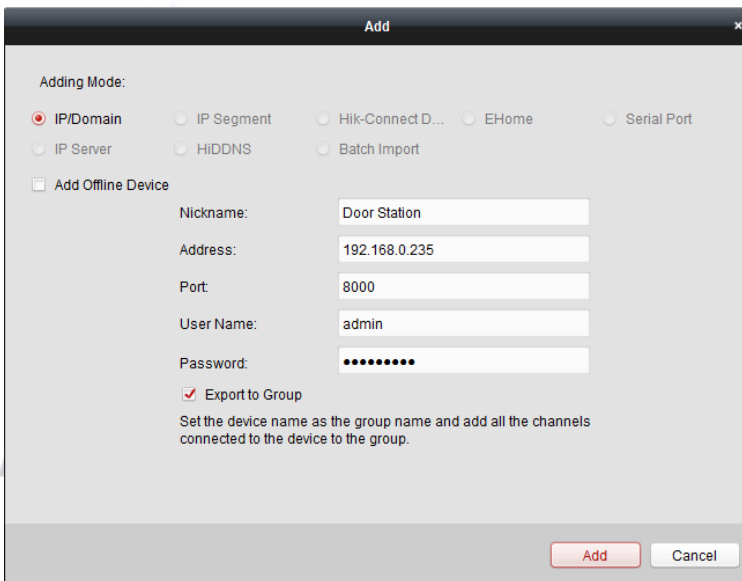 Add
Adding Mode:
IP/Domain IP Segment Hik-Connect D... EHome Serial Port
IP Server HiDDNS Batch Import
Add Offline Device
Nickname: Door Station
Address: 192.168.0.235
Port: 8000
User Name: admin
Password: ●●●●●●●●●
Export to Group
Set the device name as the group name and add all the channels
connected to the device to the group.
Add Cancel